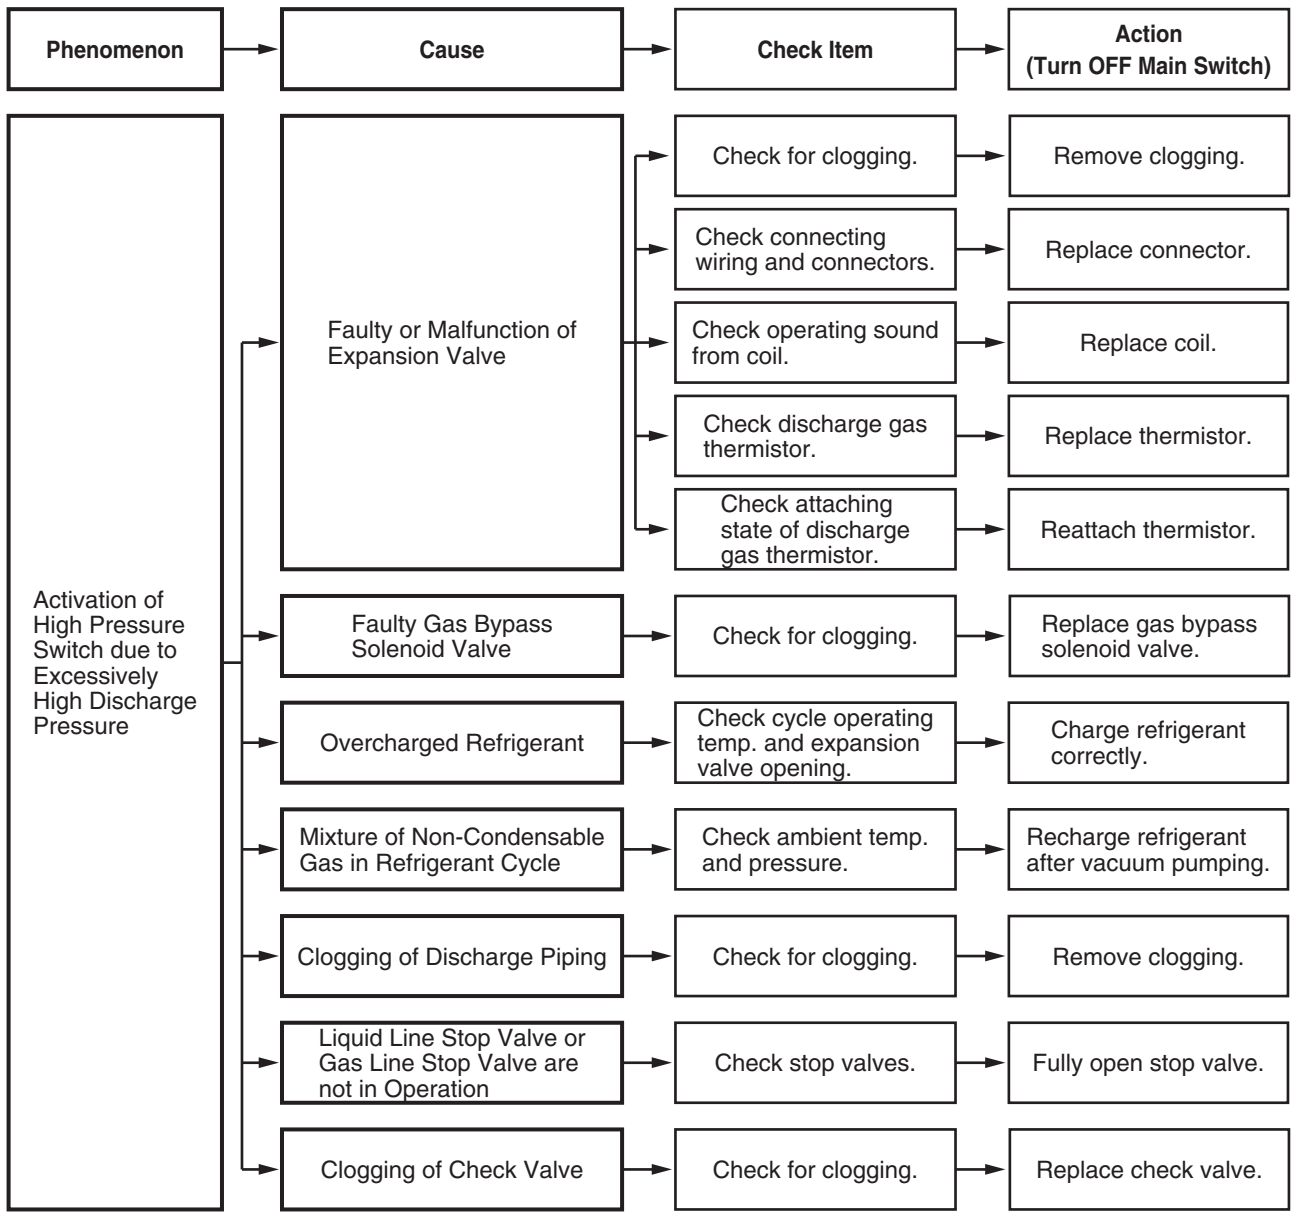 Phenomenon
Cause
Check Item
Action
(Turn OFF Main Switch)
Activation of
High Pressure
Switch due to
Excessively
High Discharge
Pressure
Faulty or Malfunction of
Expansion Valve
Check for clogging.
Remove clogging.
Check connecting
wiring and connectors.
Replace connector.
Check operating sound
from coil.
Replace coil.
Check discharge gas
thermistor.
Replace thermistor.
Check attaching
state of discharge
gas thermistor.
Reattach thermistor.
Faulty Gas Bypass
Solenoid Valve
Check for clogging.
Replace gas bypass
solenoid valve.
Overcharged Refrigerant
Check cycle operating
temp. and expansion
valve opening.
Charge refrigerant
correctly.
Mixture of Non-Condensable
Gas in Refrigerant Cycle
Check ambient temp.
and pressure.
Recharge refrigerant
after vacuum pumping.
Clogging of Discharge Piping
Check for clogging.
Remove clogging.
Liquid Line Stop Valve or
Gas Line Stop Valve are
not in Operation
Check stop valves.
Fully open stop valve.
Clogging of Check Valve
Check for clogging.
Replace check valve.